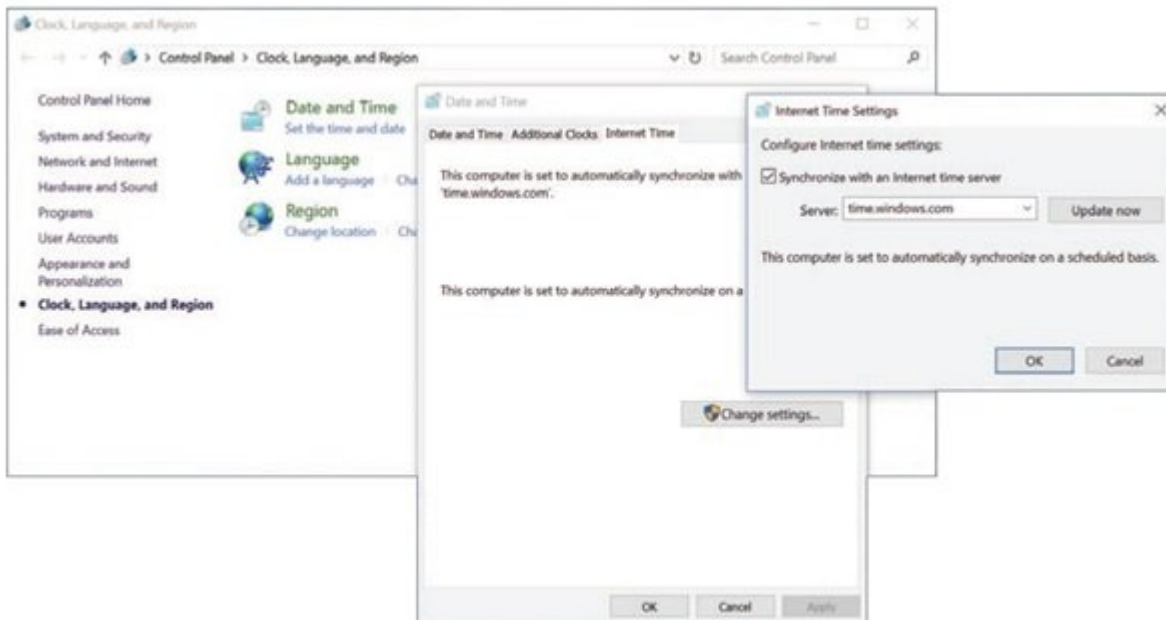 Clock, Language, and Region
Control Panel > Clock, Language, and Region
Search Control Panel
Control Panel Home
System and Security
Network and Internet
Hardware and Sound
Programs
User Accounts
Appearance and
Personalization
Clock, Language, and Region
Ease of Access
Date and Time
Set the time and date
Language
Add a language
Region
Change location
Date and Time
Date and Time Additional Clocks Internet Time
This computer is set to automatically synchronize with
'time.windows.com'.
This computer is set to automatically synchronize on a
Change settings...
OK Cancel Apply
Internet Time Settings
Configure Internet time settings:
Synchronize with an Internet time server
Server: time.windows.com Update now
This computer is set to automatically synchronize on a scheduled basis.
OK Cancel